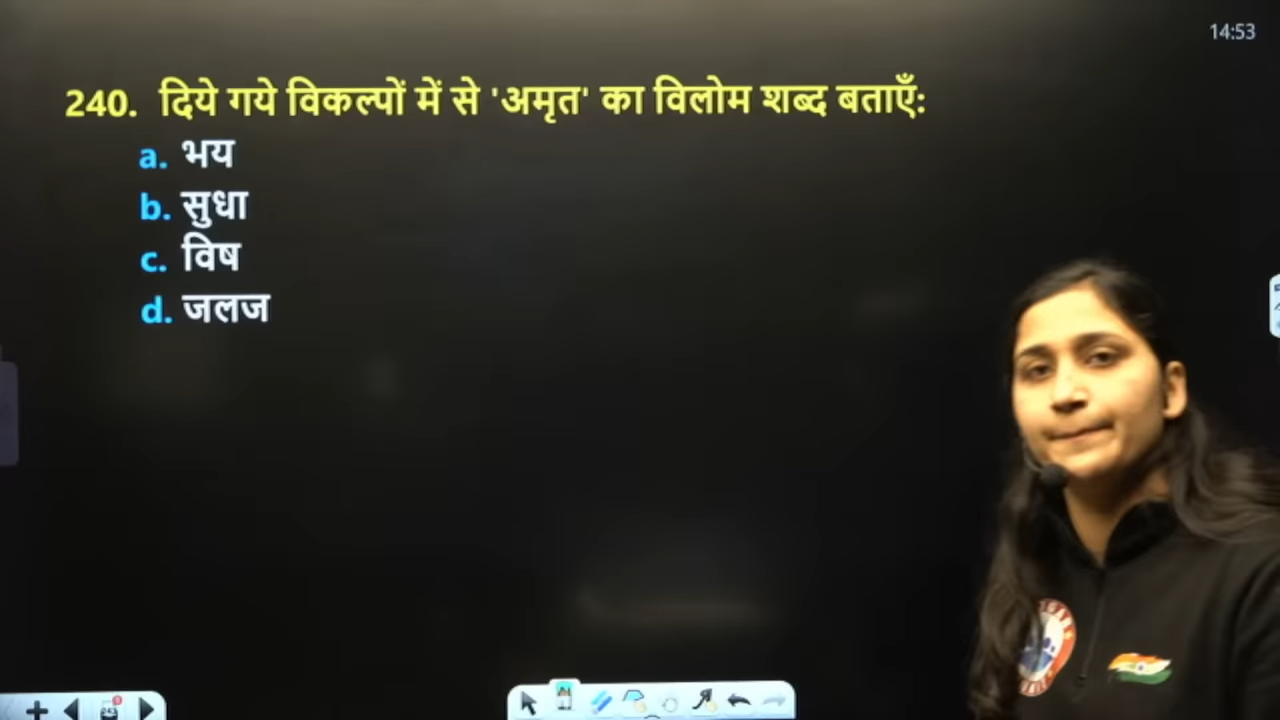 14:53
240. दिये गये विकल्पों में से 'अमृत' का विलोम शब्द बताएँ:
a. भय
b. सुधा
c. विष
d. जलज